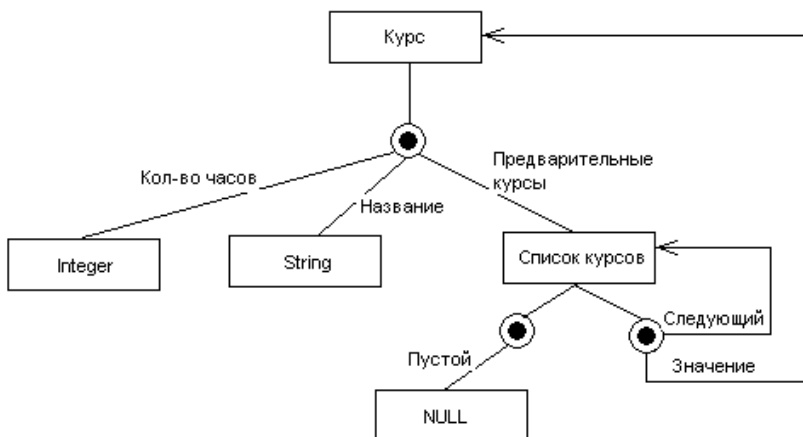 Курс
Кол-во часов
Предварительные
курсы
Название
Integer
String
Список курсов
Следующий
Пустой
Значение
NULL